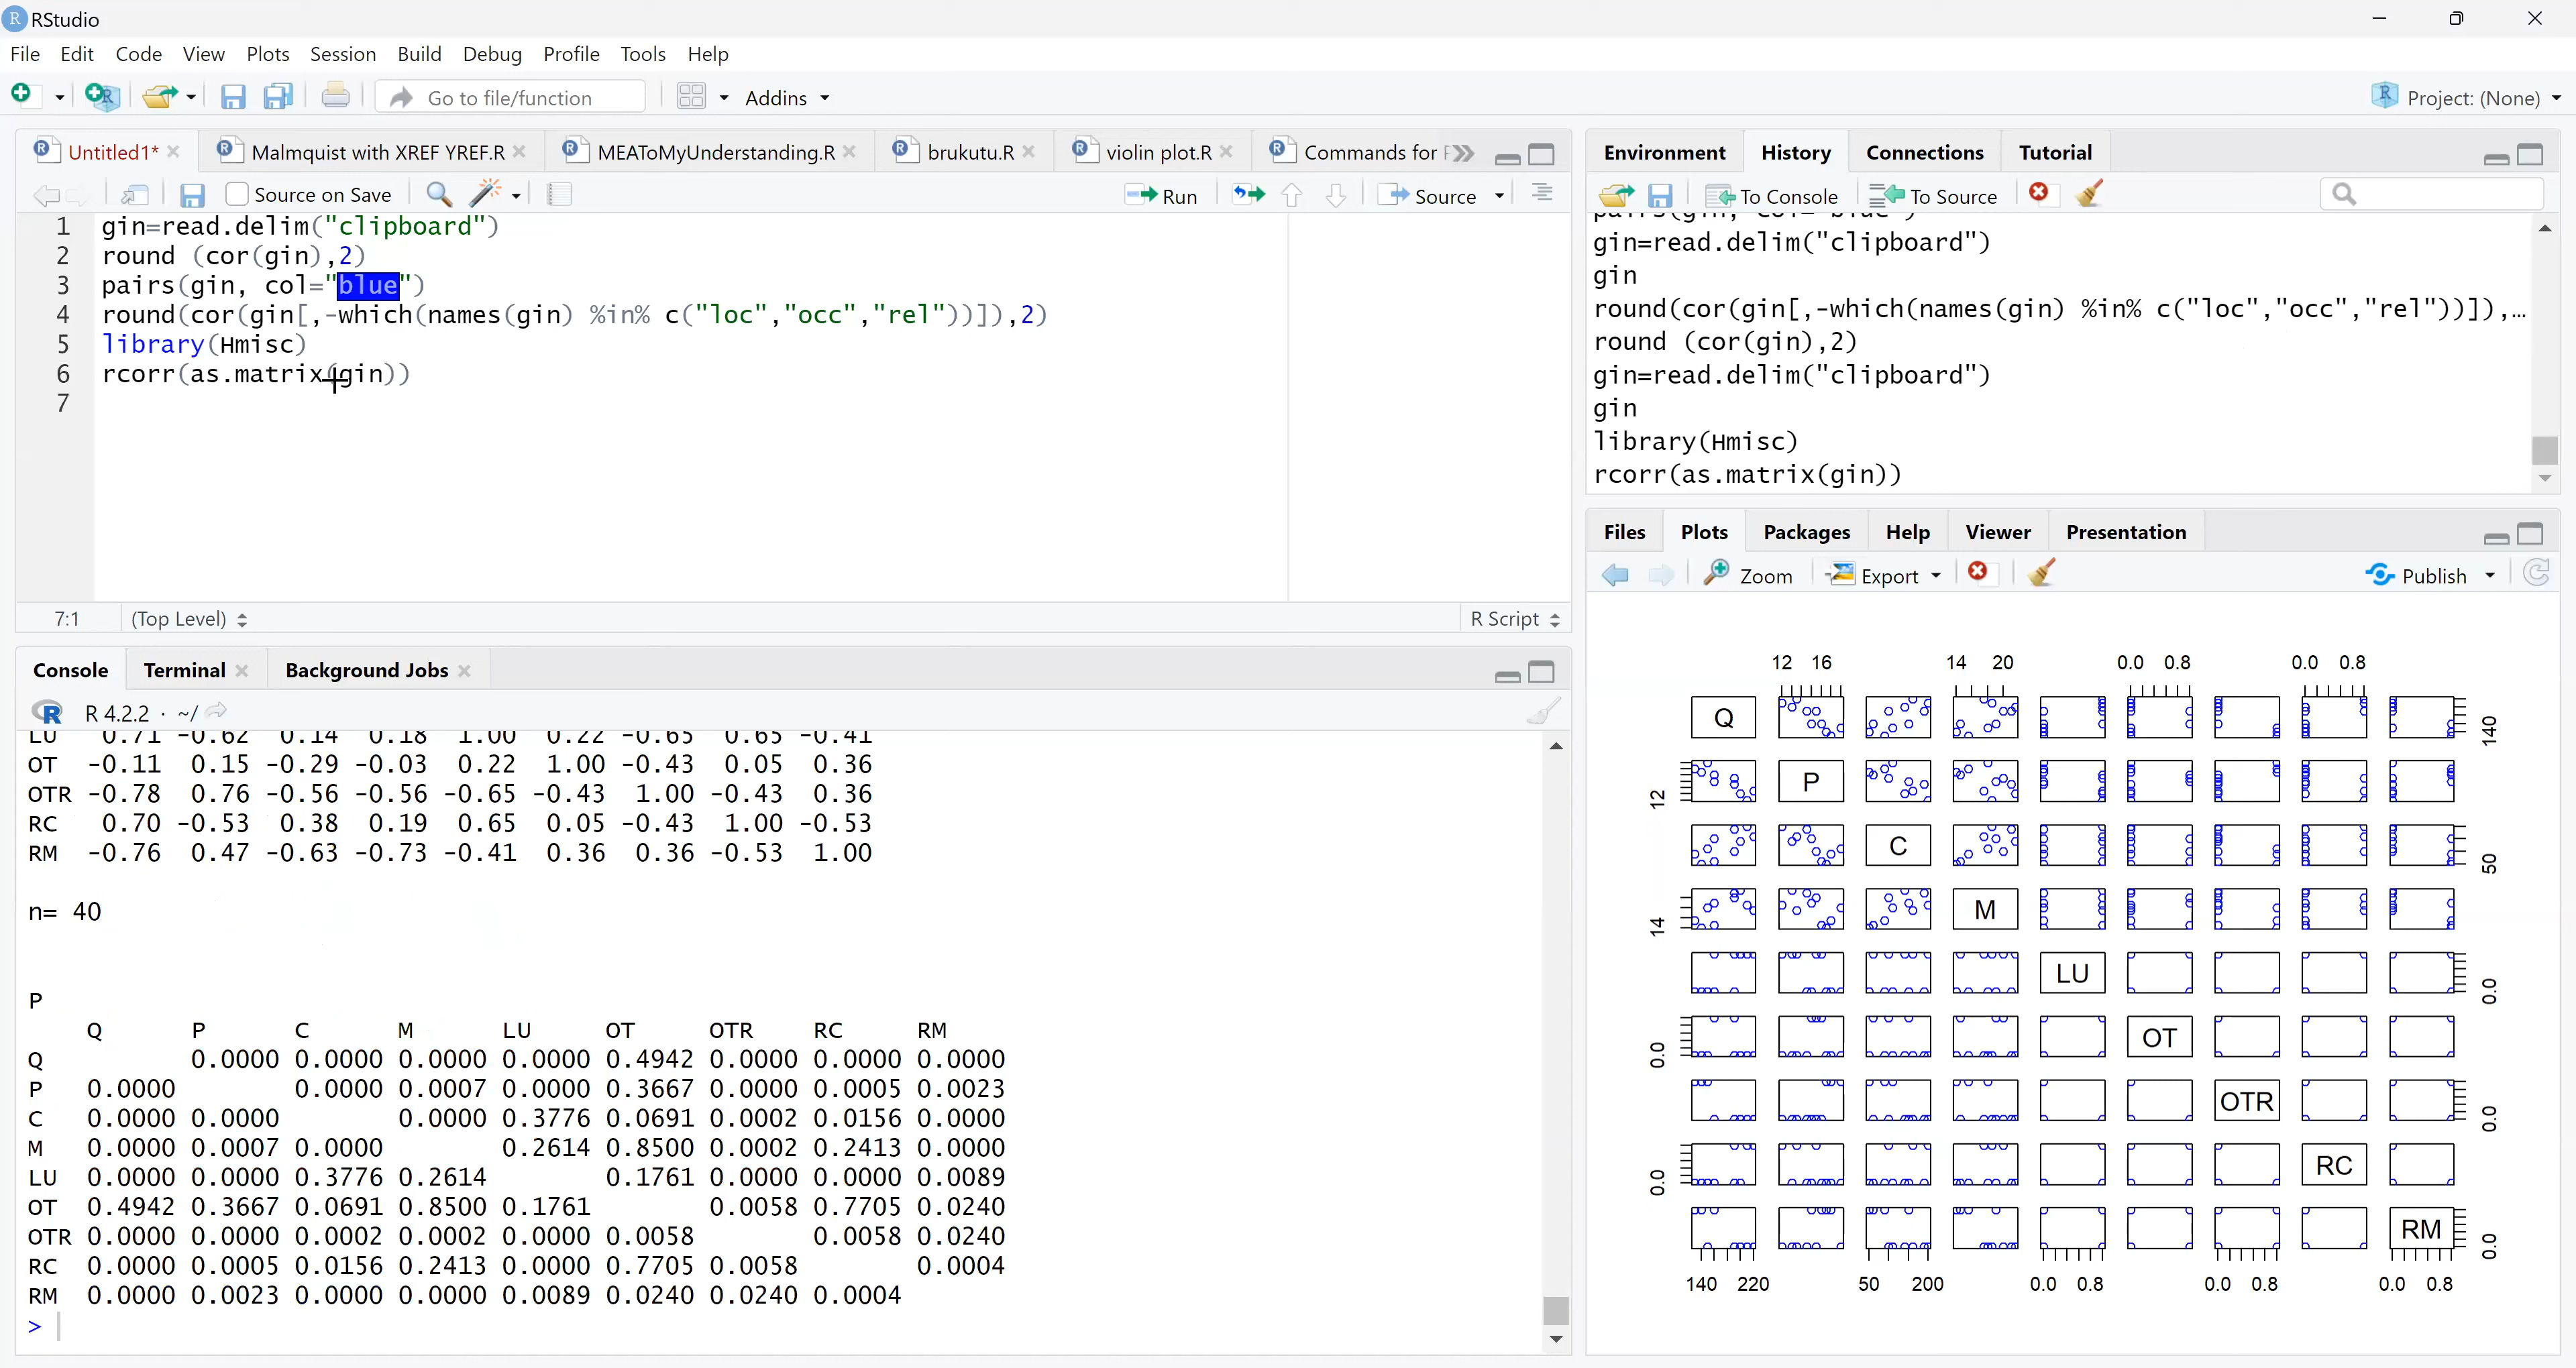 RStudio
File Edit Code View Plots Session Build Debug Profile Tools Help
Go to file/function Addins Project: (None)
Untitled1* Malmquist with XREF YREF.R MEAToMyUnderstanding.R brukutu.R violin plot.R Commands for
Source on Save Run Source
1 gin=read.delim("clipboard")
2 round (cor(gin),2)
3 pairs(gin, col="blue")
4 round(cor(gin[,-which(names(gin) %in% c("loc","occ","rel"))]),2)
5 library(Hmisc)
6 rcorr(as.matrix(gin))
7
7:1 (Top Level) R Script
Console Terminal Background Jobs
R 4.2.2 · ~/
LU 0.71 -0.62 0.14 0.18 1.00 0.22 -0.65 0.65 -0.41
OT -0.11 0.15 -0.29 -0.03 0.22 1.00 -0.43 0.05 0.36
OTR -0.78 0.76 -0.56 -0.56 -0.65 -0.43 1.00 -0.43 0.36
RC 0.70 -0.53 0.38 0.19 0.65 0.05 -0.43 1.00 -0.53
RM -0.76 0.47 -0.63 -0.73 -0.41 0.36 0.36 -0.53 1.00
n= 40
P
Q P C M LU OT OTR RC RM
Q 0.0000 0.0000 0.0000 0.0000 0.4942 0.0000 0.0000 0.0000
P 0.0000 0.0000 0.0007 0.0000 0.3667 0.0000 0.0005 0.0023
C 0.0000 0.0000 0.0000 0.3776 0.0691 0.0002 0.0156 0.0000
M 0.0000 0.0007 0.0000 0.2614 0.8500 0.0002 0.2413 0.0000
LU 0.0000 0.0000 0.3776 0.2614 0.1761 0.0000 0.0000 0.0089
OT 0.4942 0.3667 0.0691 0.8500 0.1761 0.0058 0.7705 0.0240
OTR 0.0000 0.0000 0.0002 0.0002 0.0000 0.0058 0.0058 0.0240
RC 0.0000 0.0005 0.0156 0.2413 0.0000 0.7705 0.0058 0.0004
RM 0.0000 0.0023 0.0000 0.0000 0.0089 0.0240 0.0240 0.0004
>
Environment History Connections Tutorial
To Console To Source
pairs(gin, col="blue")
gin=read.delim("clipboard")
gin
round(cor(gin[,-which(names(gin) %in% c("loc","occ","rel"))]),...
round (cor(gin),2)
gin=read.delim("clipboard")
gin
library(Hmisc)
rcorr(as.matrix(gin))
Files Plots Packages Help Viewer Presentation
Zoom Export Publish
12 16 14 20 0.0 0.8 0.0 0.8
Q 140
12 P
C 50
14 M
LU 0.0
0.0 OT
OTR 0.0
0.0 RC
RM 0.0
140 220 50 200 0.0 0.8 0.0 0.8 0.0 0.8